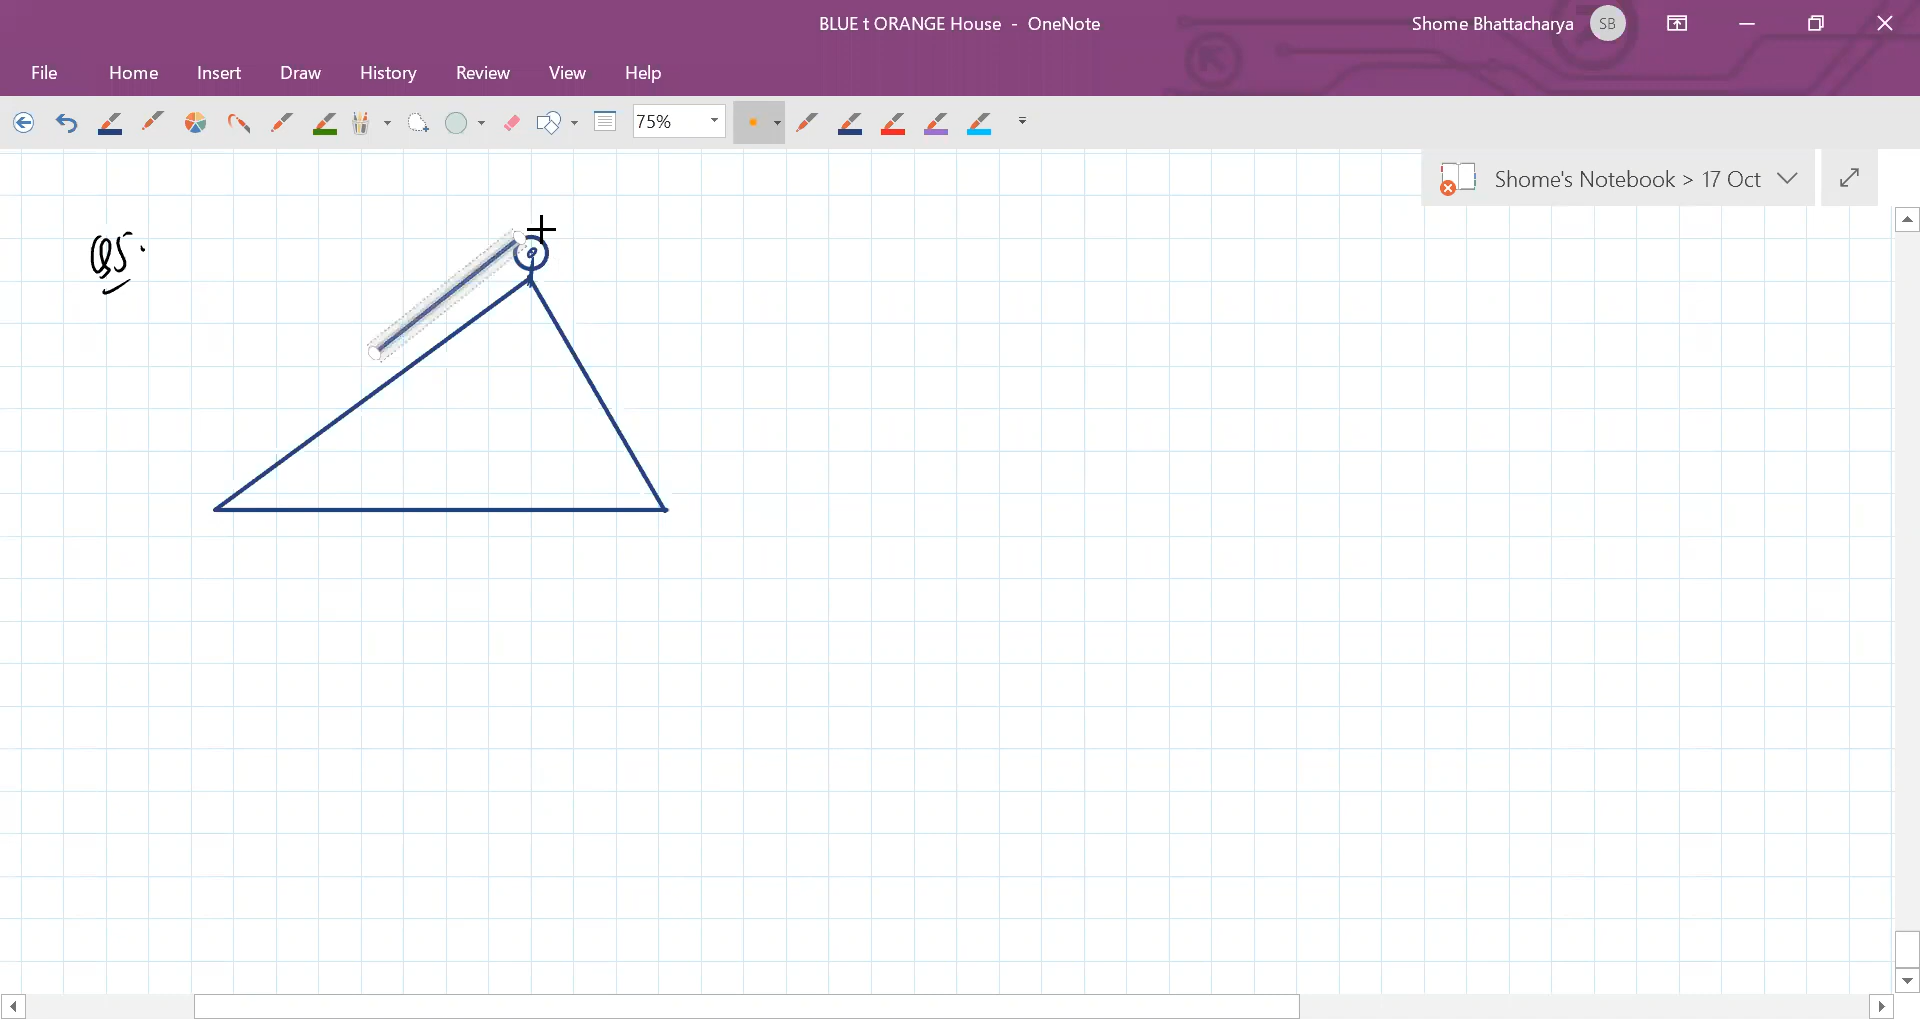 BLUE t ORANGE House - OneNote
Shome Bhattacharya
SB
File Home Insert Draw History Review View Help
75%
Shome's Notebook > 17 Oct
Q5.